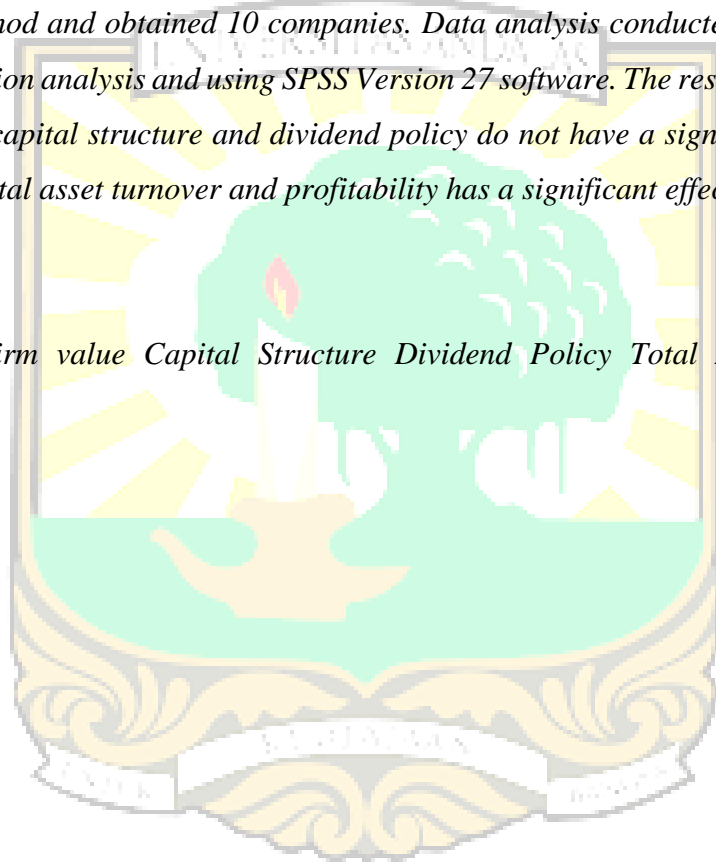 nod and obtained 10 companies. Data analysis conducte
ion analysis and using SPSS Version 27 software. The res
capital structure and dividend policy do not have a sign
tal asset turnover and profitability has a significant effec
irm value Capital Structure Dividend Policy Total